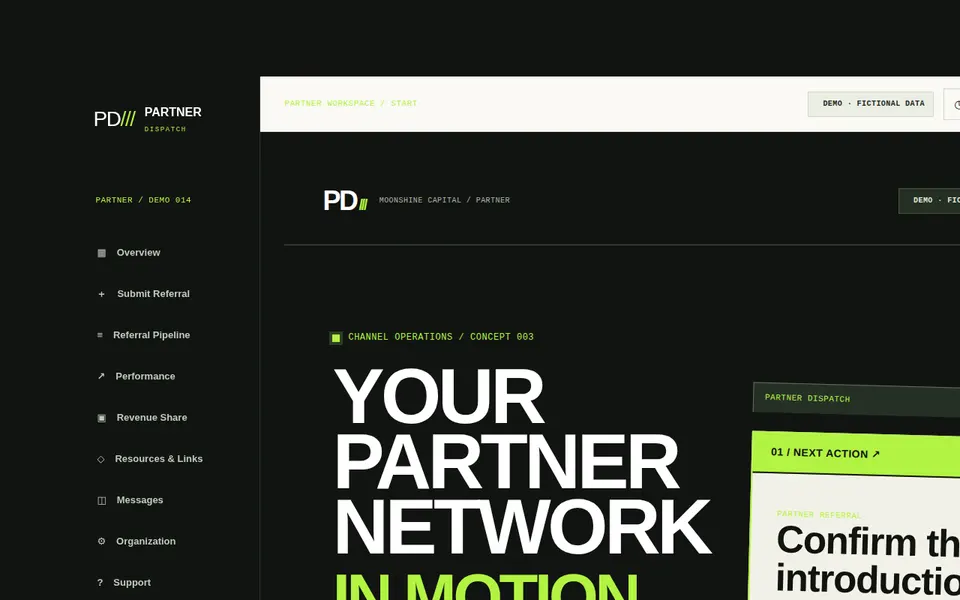 PD///
PARTNER
DISPATCH
PARTNER / DEMO 014
Overview
+ Submit Referral
≡ Referral Pipeline
↗ Performance
Revenue Share
◇ Resources & Links
Messages
⚙ Organization
? Support
PARTNER WORKSPACE / START
DEMO · FICTIONAL DATA
PD///
MOONSHINE CAPITAL / PARTNER
DEMO · FIC
CHANNEL OPERATIONS / CONCEPT 003
YOUR
PARTNER
NETWORK
IN MOTION
PARTNER DISPATCH
01 / NEXT ACTION ↗
PARTNER REFERRAL
Confirm th
introductio